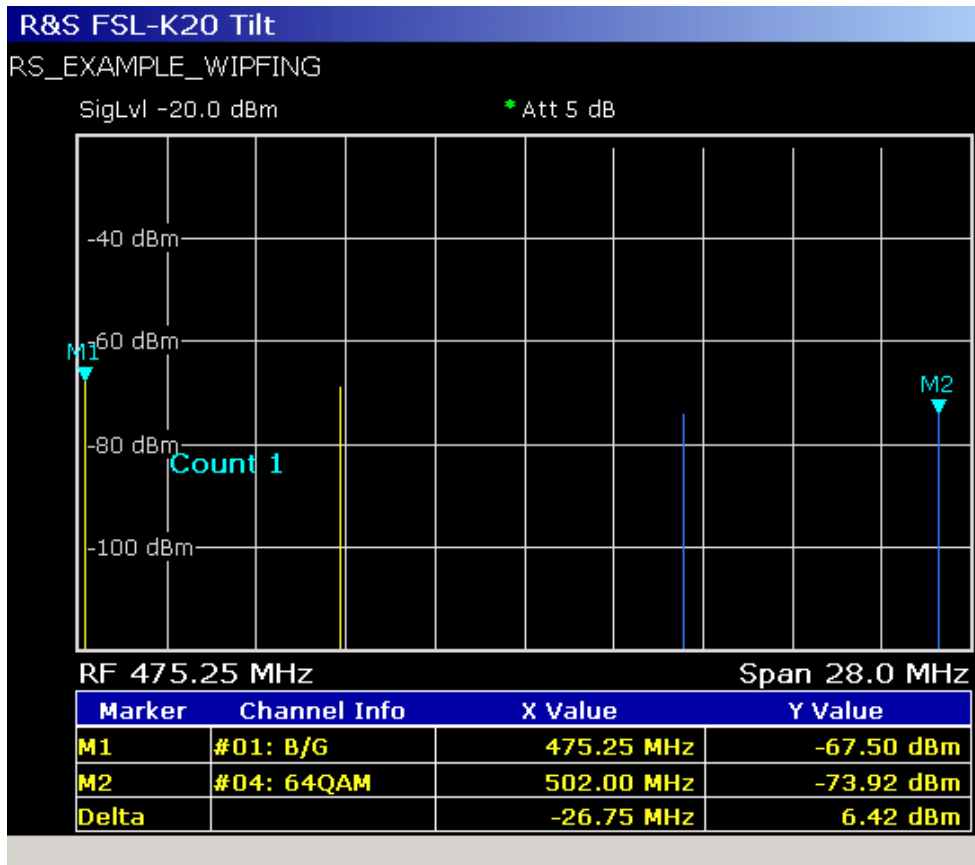 R&S FSL-K20 Tilt
RS_EXAMPLE_WIPFING
SigLvl -20.0 dBm * Att 5 dB
-40 dBm
-60 dBm
M1
M2
-80 dBm
Count 1
-100 dBm
RF 475.25 MHz Span 28.0 MHz
Marker Channel Info X Value Y Value
M1 #01: B/G 475.25 MHz -67.50 dBm
M2 #04: 64QAM 502.00 MHz -73.92 dBm
Delta -26.75 MHz 6.42 dBm